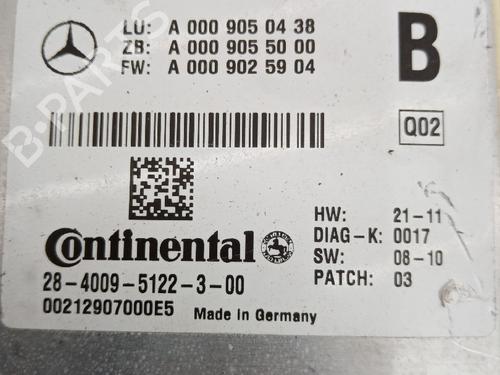 LU: A 000 905 04 38
ZB: A 000 905 50 00
FW: A 000 902 59 04
B
Q02
B-PARTS
Continental
CONTINENTAL
28-4009-5122-3-00
00212907000E5 Made in Germany
HW: 21-11
DIAG-K: 0017
SW: 08-10
PATCH: 03